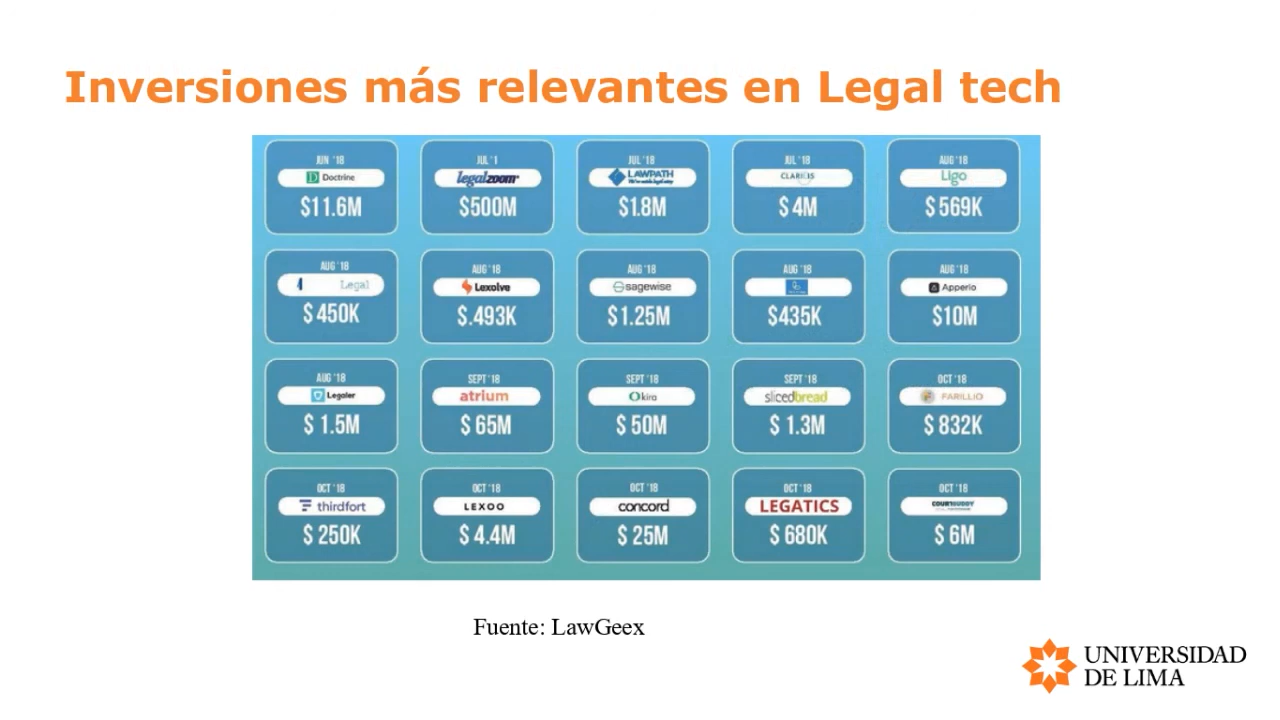 Inversiones más relevantes en Legal tech
JUN '18
Doctrine
$11.6M
JUL '1
legalzoom
$500M
JUL '18
LAWPATH
$1.8M
JUL '18
CLARILIS
$ 4M
AUG '18
Ligo
$ 569K
AUG '18
Legal
$ 450K
AUG '18
Lexolve
$.493K
AUG '18
sagewise
$1.25M
AUG '18
$435K
AUG '18
Apperio
$10M
AUG '18
Legaler
$ 1.5M
SEPT '18
atrium
$ 65M
SEPT '18
kira
$ 50M
SEPT '18
slicedbread
$ 1.3M
OCT '18
FARILLIO
$ 832K
OCT '18
thirdfort
$ 250K
OCT '18
LEXOO
$ 4.4M
OCT '18
concord
$ 25M
OCT '18
LEGATICS
$ 680K
OCT '18
COURTBUDDY
$ 6M
Fuente: LawGeex
UNIVERSIDAD
DE LIMA